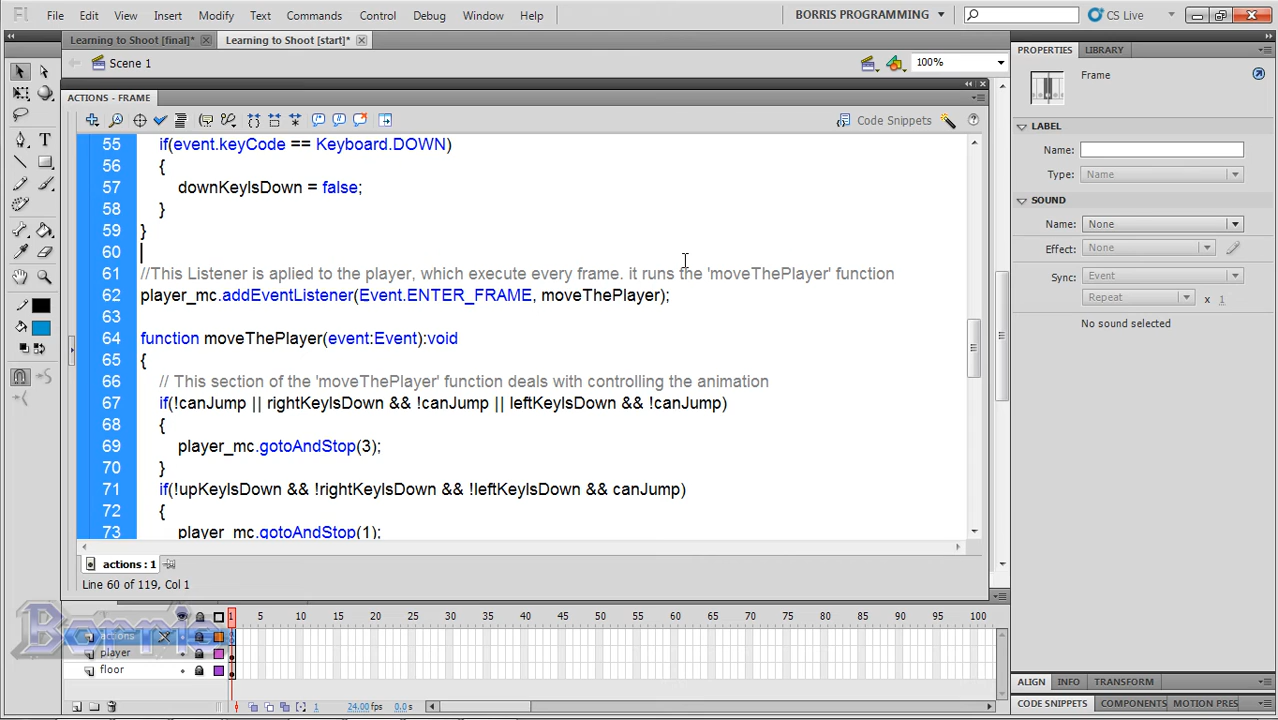 Fl File Edit View Insert Modify Text Commands Control Debug Window Help BORRIS PROGRAMMING CS Live
Learning to Shoot [final]* Learning to Shoot [start]*
Scene 1 100%
ACTIONS - FRAME
Code Snippets
55 if(event.keyCode == Keyboard.DOWN)
56 {
57 downKeyIsDown = false;
58 }
59 }
60
61 //This Listener is aplied to the player, which execute every frame. it runs the 'moveThePlayer' function
62 player_mc.addEventListener(Event.ENTER_FRAME, moveThePlayer);
63
64 function moveThePlayer(event:Event):void
65 {
66 // This section of the 'moveThePlayer' function deals with controlling the animation
67 if(!canJump || rightKeyIsDown && !canJump || leftKeyIsDown && !canJump)
68 {
69 player_mc.gotoAndStop(3);
70 }
71 if(!upKeyIsDown && !rightKeyIsDown && !leftKeyIsDown && canJump)
72 {
73 player_mc.gotoAndStop(1);
actions : 1
Line 60 of 119, Col 1
1 5 10 15 20 25 30 35 40 45 50 55 60 65 70 75 80 85 90 95 100
actions
player
floor
1 24.00 fps 0.0 s
PROPERTIES LIBRARY
Frame
LABEL
Name:
Type: Name
SOUND
Name: None
Effect: None
Sync: Event
Repeat x 1
No sound selected
ALIGN INFO TRANSFORM
CODE SNIPPETS COMPONENTS MOTION PRES